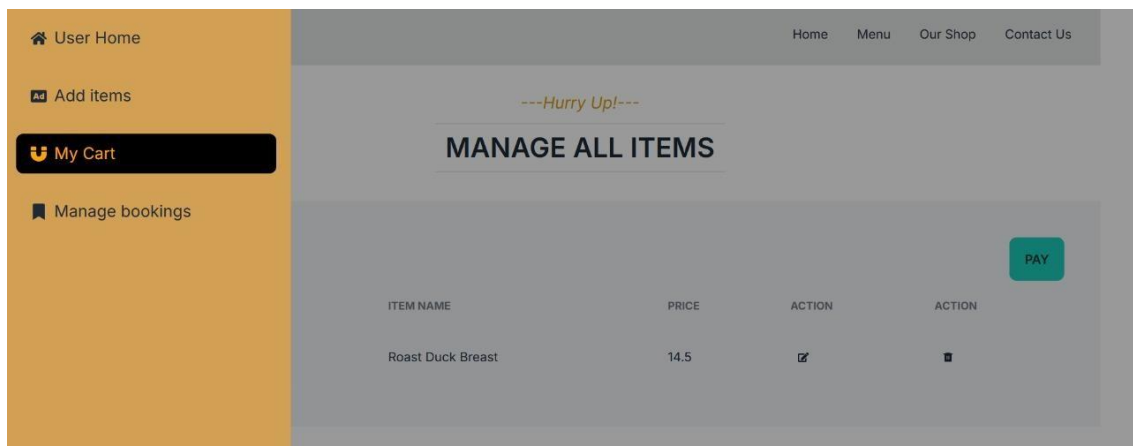 User Home
Add items
My Cart
Manage bookings
Home Menu Our Shop Contact Us
---Hurry Up!---
MANAGE ALL ITEMS
PAY
ITEM NAME PRICE ACTION ACTION
Roast Duck Breast 14.5